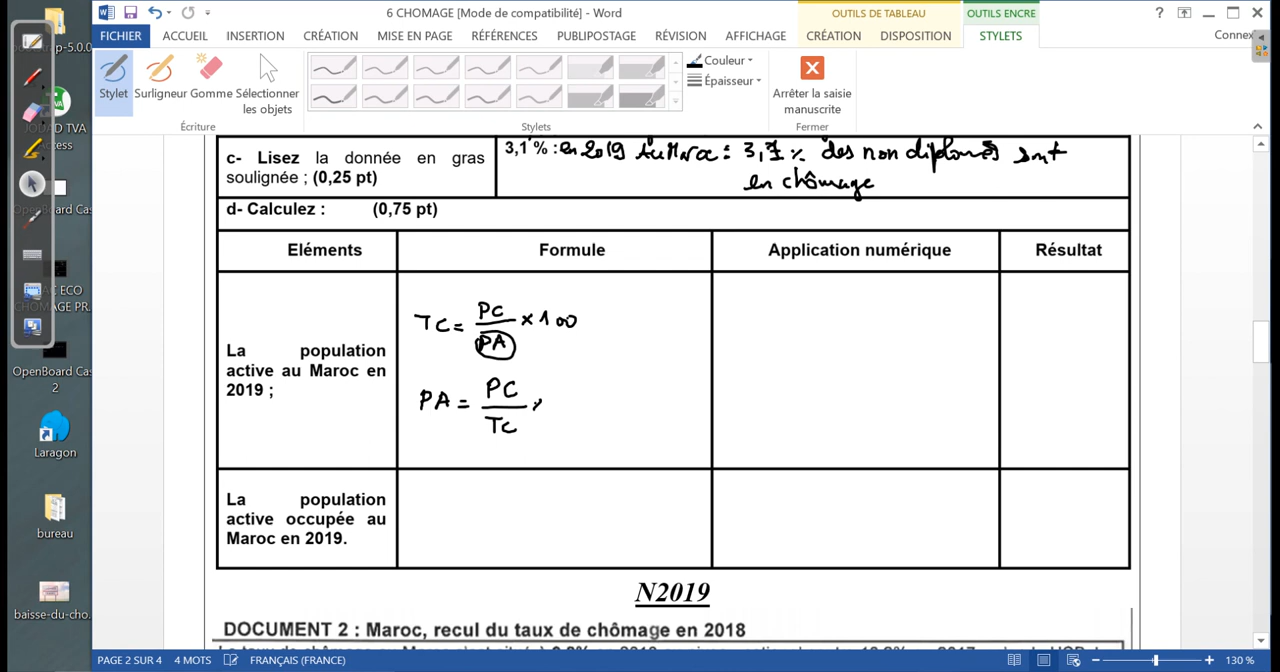 6 CHOMAGE [Mode de compatibilité] - Word
OUTILS DE TABLEAU
OUTILS ENCRE
FICHIER ACCUEIL INSERTION CRÉATION MISE EN PAGE RÉFÉRENCES PUBLIPOSTAGE RÉVISION AFFICHAGE CRÉATION DISPOSITION STYLETS Connex
Stylet Surligneur Gomme Sélectionner les objets
Écriture
Stylets
Couleur
Épaisseur
Arrêter la saisie manuscrite
Fermer
JOUAD TVA
OpenBoard Cas
2
Laragon
bureau
baisse-du-cho...
c- Lisez la donnée en gras
soulignée ; (0,25 pt)
3,1 % : en 2019 Au Maroc : 3,1 % des non diplomés sont
en chômage
d- Calculez : (0,75 pt)
Eléments Formule Application numérique Résultat
La population
active au Maroc en
2019 ;
TC = PC / PA × 100
PA = PC / TC
La population
active occupée au
Maroc en 2019.
N2019
DOCUMENT 2 : Maroc, recul du taux de chômage en 2018
PAGE 2 SUR 4 4 MOTS FRANÇAIS (FRANCE) 130 %